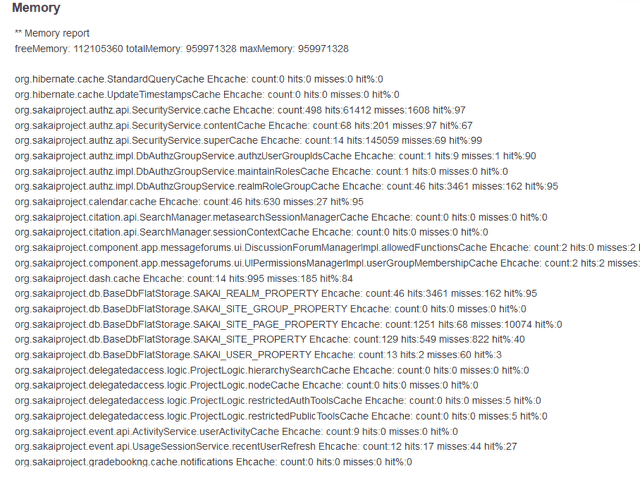 Memory
** Memory report
freeMemory: 112105360 totalMemory: 959971328 maxMemory: 959971328
org.hibernate.cache.StandardQueryCache Ehcache: count:0 hits:0 misses:0 hit%:0
org.hibernate.cache.UpdateTimestampsCache Ehcache: count:0 hits:0 misses:0 hit%:0
org.sakaiproject.authz.api.SecurityService.cache Ehcache: count:498 hits:61412 misses:1608 hit%:97
org.sakaiproject.authz.api.SecurityService.contentCache Ehcache: count:68 hits:201 misses:97 hit%:67
org.sakaiproject.authz.api.SecurityService.superCache Ehcache: count:14 hits:145059 misses:69 hit%:99
org.sakaiproject.authz.impl.DbAuthzGroupService.authzUserGroupIdsCache Ehcache: count:1 hits:9 misses:1 hit%:90
org.sakaiproject.authz.impl.DbAuthzGroupService.maintainRolesCache Ehcache: count:1 hits:0 misses:0 hit%:0
org.sakaiproject.authz.impl.DbAuthzGroupService.realmRoleGroupCache Ehcache: count:46 hits:3461 misses:162 hit%:95
org.sakaiproject.calendar.cache Ehcache: count:46 hits:630 misses:27 hit%:95
org.sakaiproject.citation.api.SearchManager.metasearchSessionManagerCache Ehcache: count:0 hits:0 misses:0 hit%:0
org.sakaiproject.citation.api.SearchManager.sessionContextCache Ehcache: count:0 hits:0 misses:0 hit%:0
org.sakaiproject.component.app.messageforums.ui.DiscussionForumManagerImpl.allowedFunctionsCache Ehcache: count:2 hits:0 misses:2
org.sakaiproject.component.app.messageforums.ui.UIPermissionsManagerImpl.userGroupMembershipCache Ehcache: count:2 hits:2 misses:
org.sakaiproject.dash.cache Ehcache: count:14 hits:995 misses:185 hit%:84
org.sakaiproject.db.BaseDbFlatStorage.SAKAI_REALM_PROPERTY Ehcache: count:46 hits:3461 misses:162 hit%:95
org.sakaiproject.db.BaseDbFlatStorage.SAKAI_SITE_GROUP_PROPERTY Ehcache: count:0 hits:0 misses:0 hit%:0
org.sakaiproject.db.BaseDbFlatStorage.SAKAI_SITE_PAGE_PROPERTY Ehcache: count:1251 hits:68 misses:10074 hit%:0
org.sakaiproject.db.BaseDbFlatStorage.SAKAI_SITE_PROPERTY Ehcache: count:129 hits:549 misses:822 hit%:40
org.sakaiproject.db.BaseDbFlatStorage.SAKAI_USER_PROPERTY Ehcache: count:13 hits:2 misses:60 hit%:3
org.sakaiproject.delegatedaccess.logic.ProjectLogic.hierarchySearchCache Ehcache: count:0 hits:0 misses:0 hit%:0
org.sakaiproject.delegatedaccess.logic.ProjectLogic.nodeCache Ehcache: count:0 hits:0 misses:0 hit%:0
org.sakaiproject.delegatedaccess.logic.ProjectLogic.restrictedAuthToolsCache Ehcache: count:0 hits:0 misses:5 hit%:0
org.sakaiproject.delegatedaccess.logic.ProjectLogic.restrictedPublicToolsCache Ehcache: count:0 hits:0 misses:5 hit%:0
org.sakaiproject.event.api.ActivityService.userActivityCache Ehcache: count:9 hits:0 misses:0 hit%:0
org.sakaiproject.event.api.UsageSessionService.recentUserRefresh Ehcache: count:12 hits:17 misses:44 hit%:27
org.sakaiproject.gradebookng.cache.notifications Ehcache: count:0 hits:0 misses:0 hit%:0